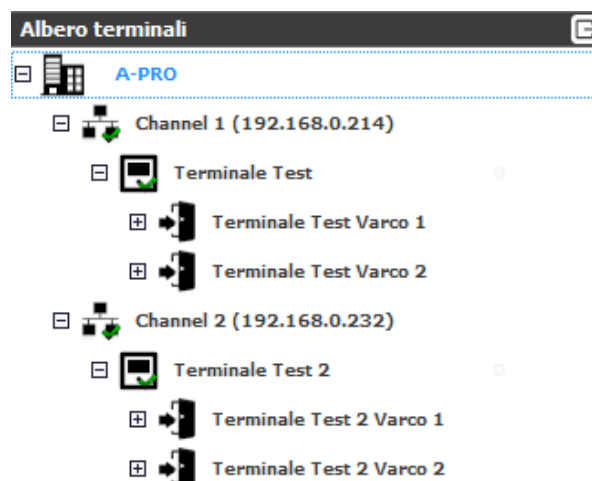 Albero terminali
A-PRO
Channel 1 (192.168.0.214)
Terminale Test
0
Terminale Test Varco 1
Terminale Test Varco 2
Channel 2 (192.168.0.232)
Terminale Test 2
0
Terminale Test 2 Varco 1
Terminale Test 2 Varco 2